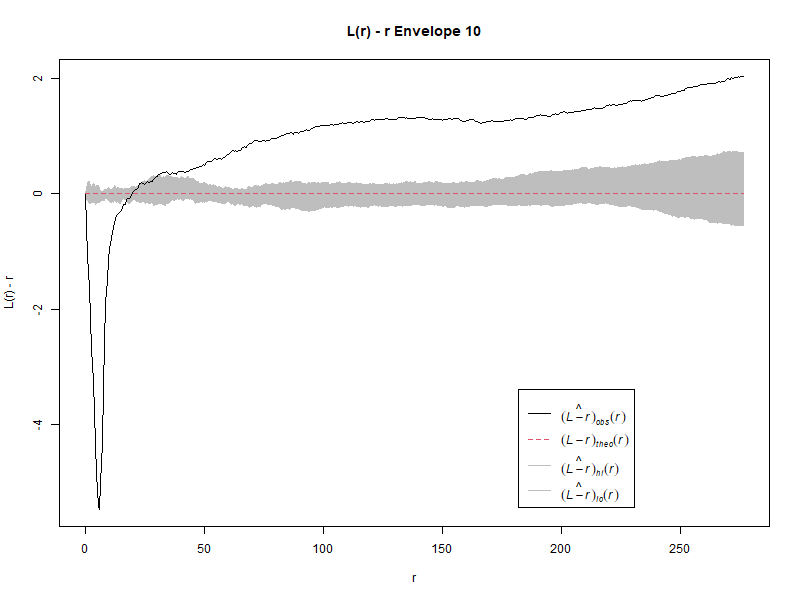 L(r) - r Envelope 10
L(r) - r
2
0
-2
-4
0 50 100 150 200 250
r
(L^−r)obs(r)
(L−r)theo(r)
(L^−r)hi(r)
(L^−r)lo(r)